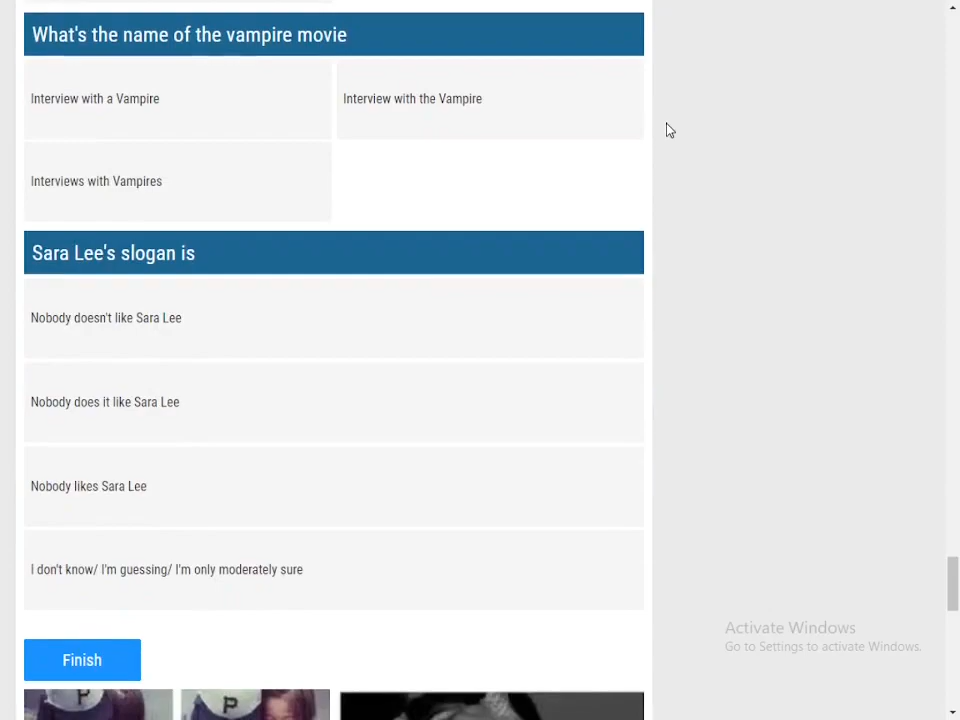 What's the name of the vampire movie
Interview with a Vampire
Interview with the Vampire
Interviews with Vampires
Sara Lee's slogan is
Nobody doesn't like Sara Lee
Nobody does it like Sara Lee
Nobody likes Sara Lee
I don't know/ I'm guessing/ I'm only moderately sure
Activate Windows
Go to Settings to activate Windows.
Finish
P
P